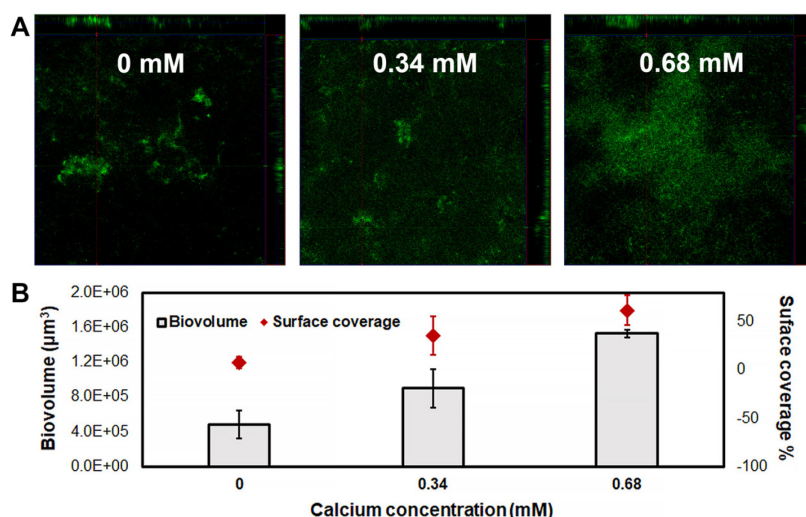 A
0 mM
0.34 mM
0.68 mM
B
2.0E+06
1.6E+06
1.2E+06
8.0E+05
4.0E+05
0.0E+00
Biovolume (µm³)
Biovolume
Surface coverage
50
0
-50
-100
Surface coverage %
0
0.34
0.68
Calcium concentration (mM)